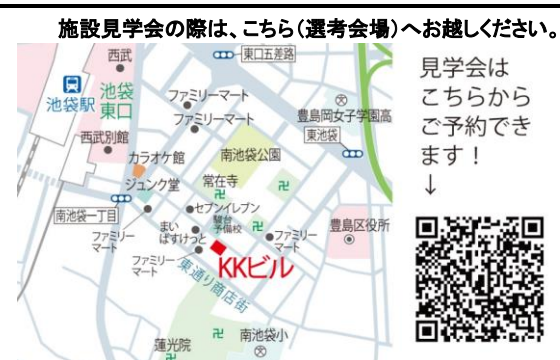 施設見学会の際は、こちら(選考会場)へお越しください。
西武
東口五差路
池袋駅
池袋
東口
ファミリーマート
ファミリーマート
豊島岡女子学園高
東池袋
西武別館
カラオケ館
南池袋公園
ジュンク堂
常在寺
南池袋一丁目
セブンイレブン
駿台
予備校
ファミリー
マート
まい
ばすけっと
ファミリー
マート
豊島区役所
ファミリー
マート
KKビル
東通り商店街
蓮光院
南池袋小
見学会は
こちらから
ご予約でき
ます!
↓